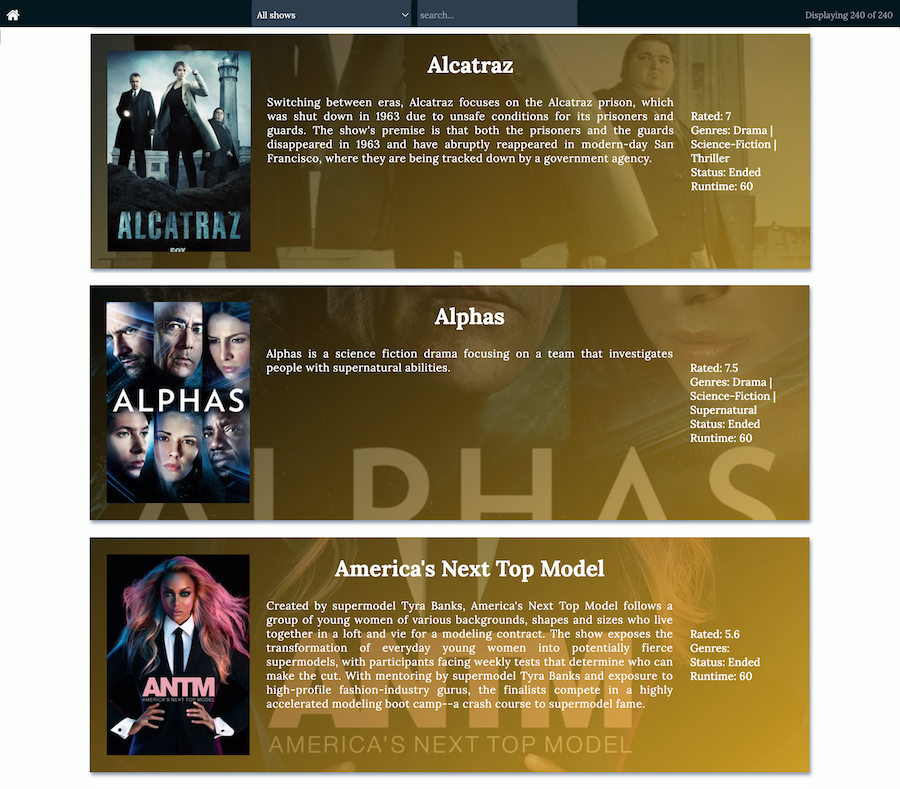 All shows
search...
Displaying 240 of 240
Alcatraz
Switching between eras, Alcatraz focuses on the Alcatraz prison, which
was shut down in 1963 due to unsafe conditions for its prisoners and
guards. The show's premise is that both the prisoners and the guards
disappeared in 1963 and have abruptly reappeared in modern-day San
Francisco, where they are being tracked down by a government agency.
Rated: 7
Genres: Drama |
Science-Fiction |
Thriller
Status: Ended
Runtime: 60
ALCATRAZ
FOX
Alphas
Alphas is a science fiction drama focusing on a team that investigates
people with supernatural abilities.
Rated: 7.5
Genres: Drama |
Science-Fiction |
Supernatural
Status: Ended
Runtime: 60
ALPHAS
ALPHAS
America's Next Top Model
Created by supermodel Tyra Banks, America's Next Top Model follows a
group of young women of various backgrounds, shapes and sizes who live
together in a loft and vie for a modeling contract. The show exposes the
transformation of everyday young women into potentially fierce
supermodels, with participants facing weekly tests that determine who can
make the cut. With mentoring by supermodel Tyra Banks and exposure to
high-profile fashion-industry gurus, the finalists compete in a highly
accelerated modeling boot camp--a crash course to supermodel fame.
Rated: 5.6
Genres:
Status: Ended
Runtime: 60
ANTM
AMERICA'S NEXT TOP MODEL
ANTM
AMERICA'S NEXT TOP MODEL